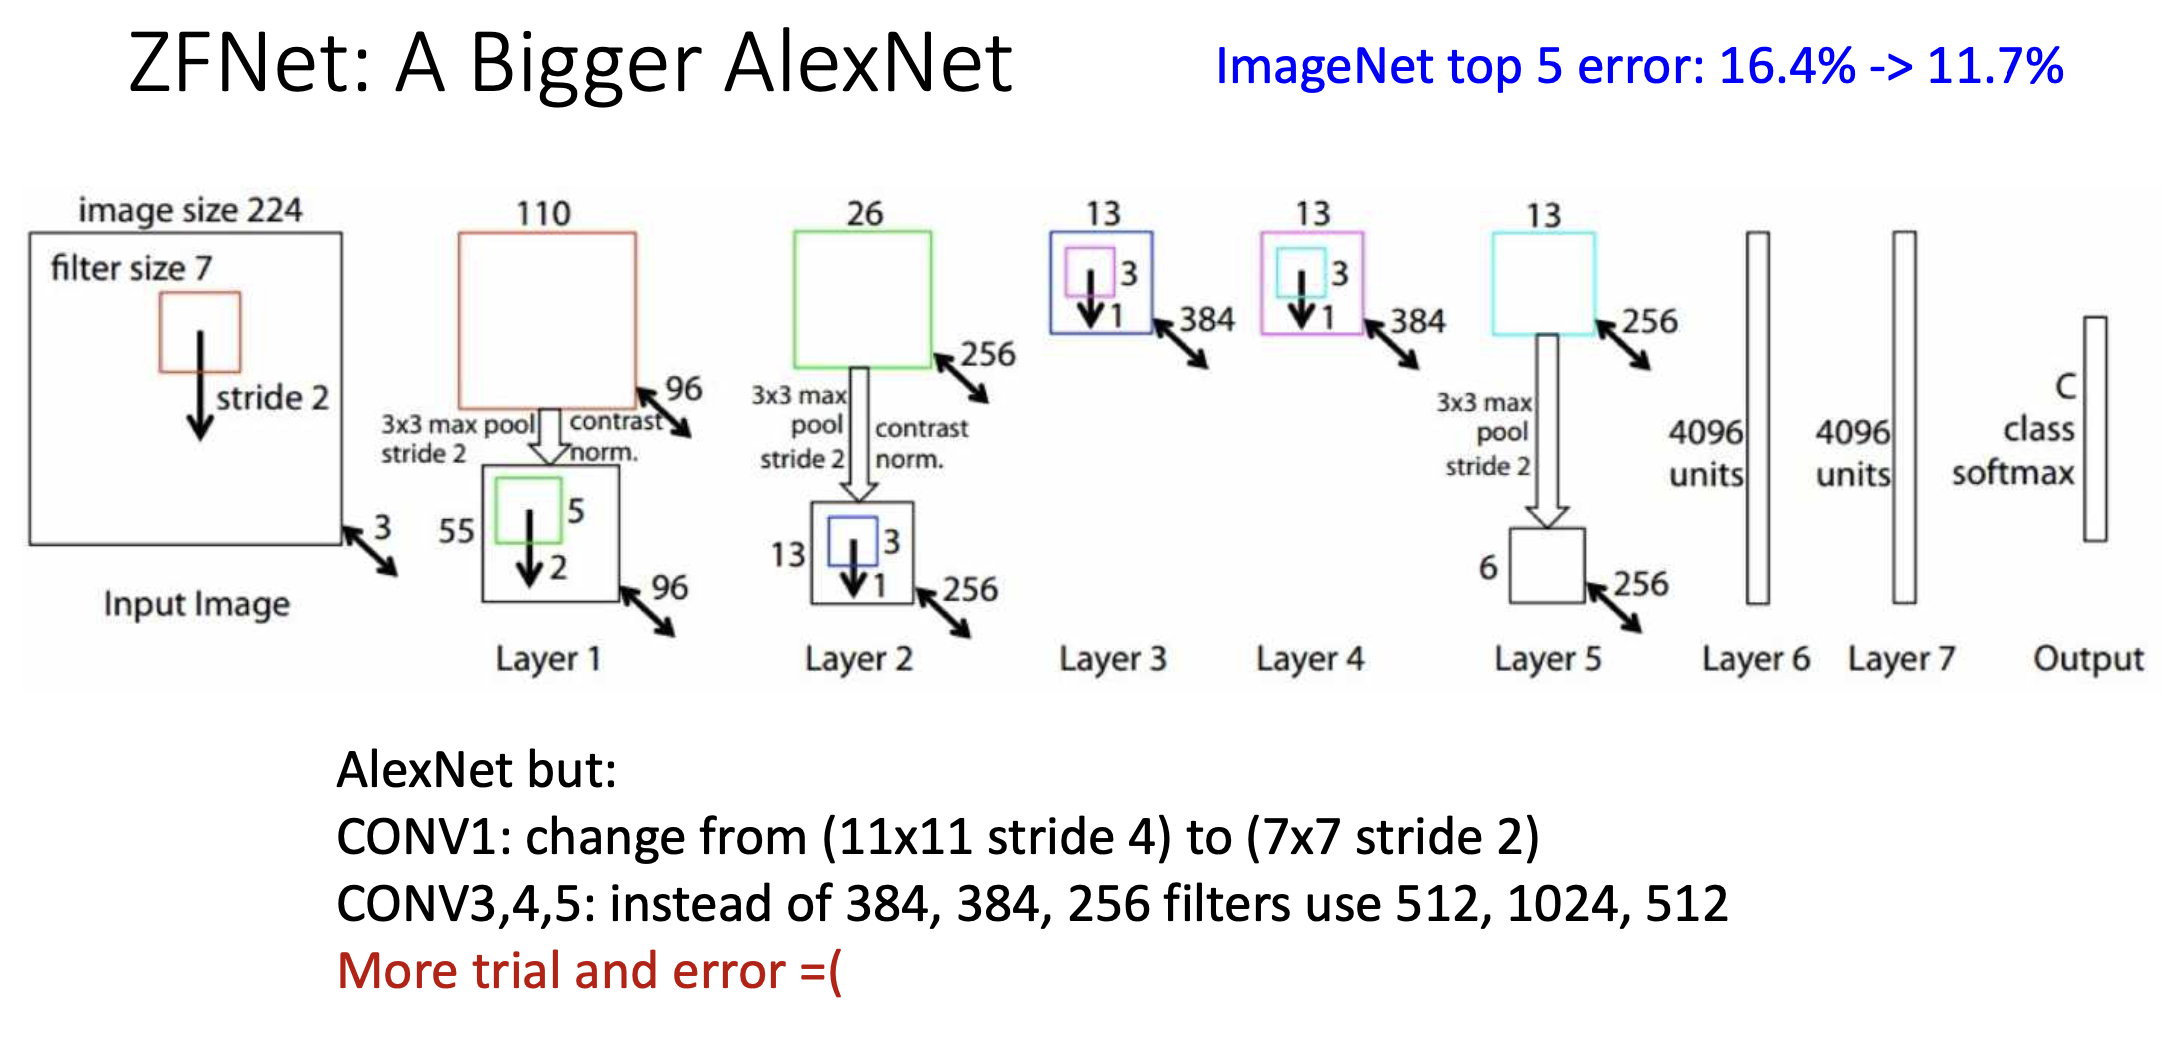 ZFNet: A Bigger AlexNet
ImageNet top 5 error: 16.4% -> 11.7%
image size 224
filter size 7
stride 2
3
Input Image
110
96
3x3 max pool
stride 2
contrast
norm.
55
5
2
96
Layer 1
26
256
3x3 max
pool
stride 2
contrast
norm.
13
3
1
256
Layer 2
13
3
1
384
Layer 3
13
3
1
384
Layer 4
13
256
3x3 max
pool
stride 2
6
256
Layer 5
4096
units
Layer 6
4096
units
Layer 7
C
class
softmax
Output
AlexNet but:
CONV1: change from (11x11 stride 4) to (7x7 stride 2)
CONV3,4,5: instead of 384, 384, 256 filters use 512, 1024, 512
More trial and error =(